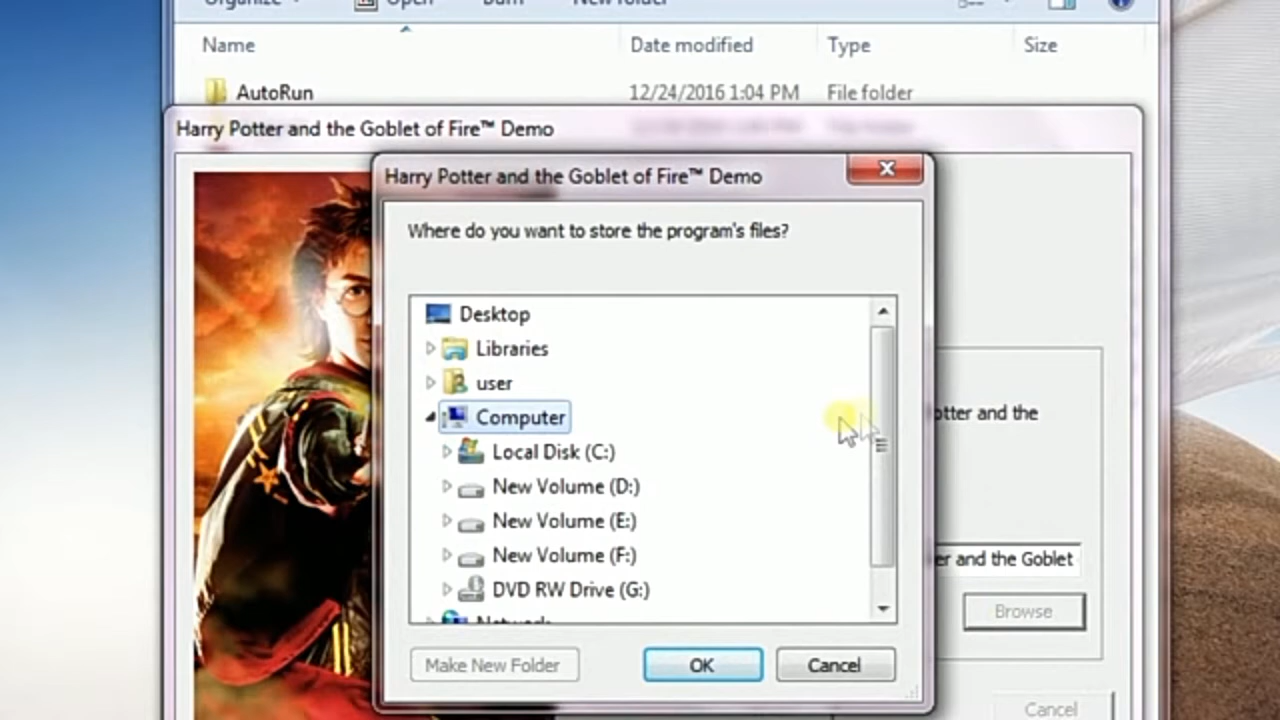 Organize Open Burn New folder
Name Date modified Type Size
AutoRun 12/24/2016 1:04 PM File folder
Harry Potter and the Goblet of Fire™ Demo
Harry Potter and the Goblet of Fire™ Demo
Where do you want to store the program's files?
Desktop
Libraries
user
Computer
otter and the
Local Disk (C:)
New Volume (D:)
New Volume (E:)
New Volume (F:)
er and the Goblet
DVD RW Drive (G:)
Browse
Network
Make New Folder OK Cancel
Cancel